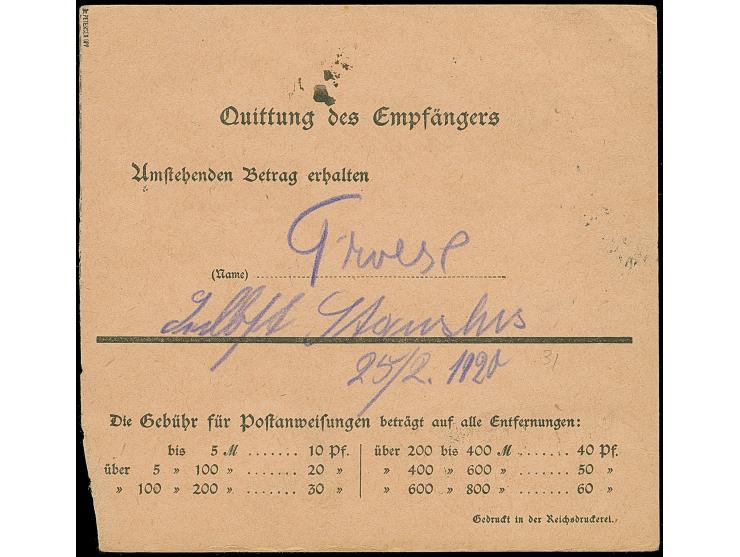 Quittung des Empfängers
Umstehenden Betrag erhalten
(Name)
25/2. 1920
31
Die Gebühr für Postanweisungen beträgt auf alle Entfernungen:
bis 5 M ....... 10 Pf.
über 5 » 100 » ....... 20 »
» 100 » 200 » ....... 30 »
über 200 bis 400 M ....... 40 Pf.
» 400 » 600 » ....... 50 »
» 600 » 800 » ....... 60 »
Gedruckt in der Reichsdruckerei.